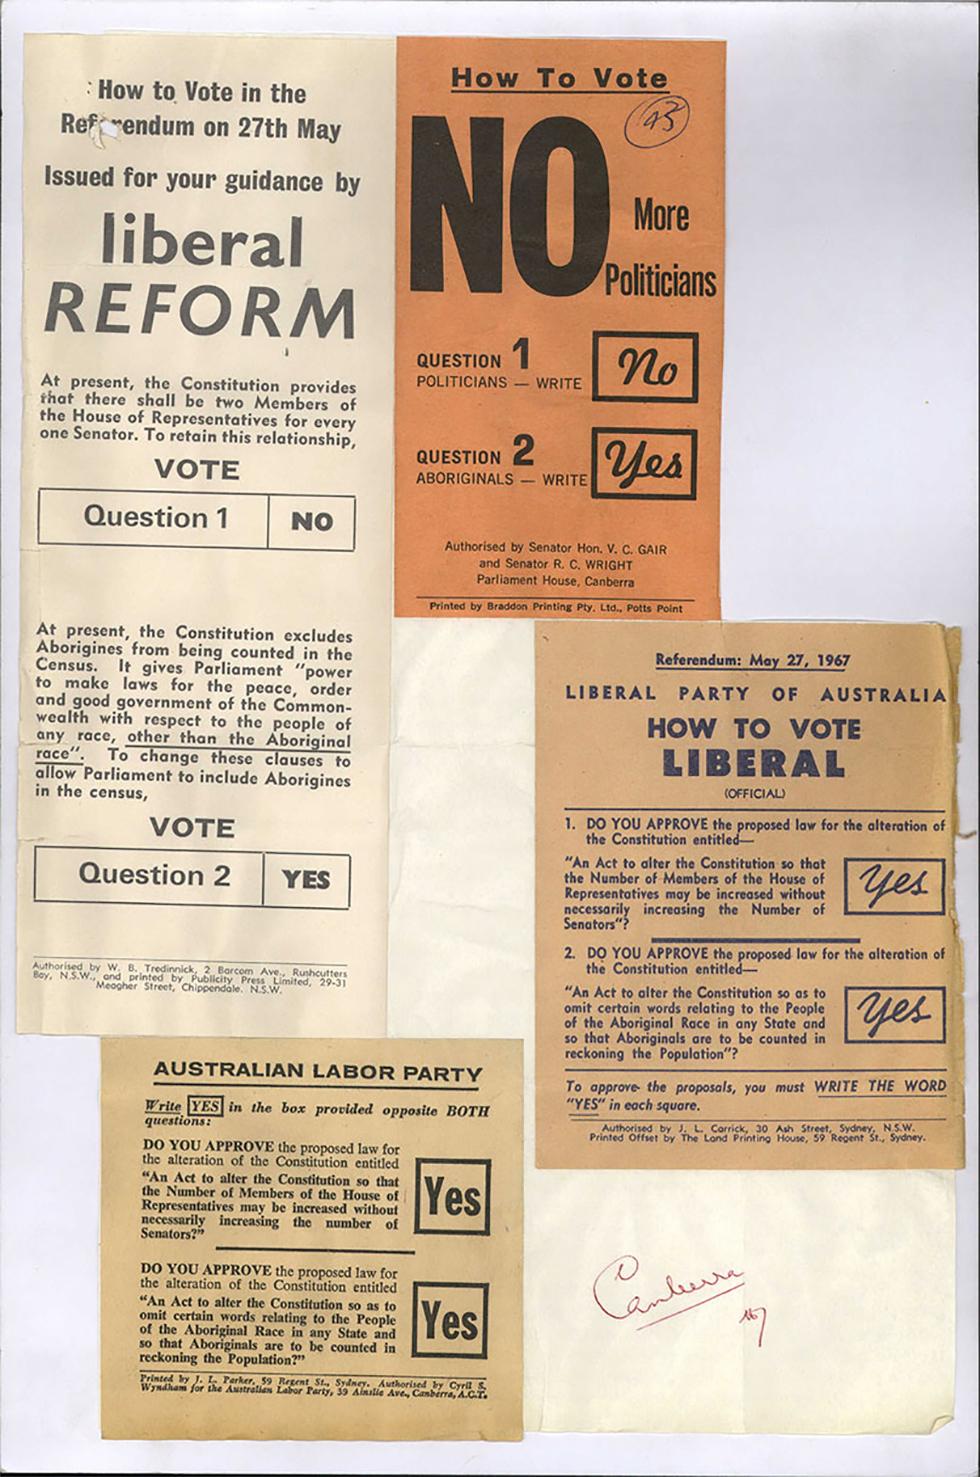 How to Vote in the
Referendum on 27th May
Issued for your guidance by
liberal
REFORM
At present, the Constitution provides
that there shall be two Members of
the House of Representatives for every
one Senator. To retain this relationship,
VOTE
Question 1 NO
At present, the Constitution excludes
Aborigines from being counted in the
Census. It gives Parliament "power
to make laws for the peace, order
and good government of the Common-
wealth with respect to the people of
any race, other than the Aboriginal
race". To change these clauses to
allow Parliament to include Aborigines
in the census,
VOTE
Question 2 YES
Authorised by W. B. Tredinnick, 2 Barcom Ave., Rushcutters
Bay, N.S.W., and printed by Publicity Press Limited, 29-31
Meagher Street, Chippendale. N.S.W.
How To Vote
NO
More
Politicians
QUESTION 1
POLITICIANS — WRITE No
QUESTION 2
ABORIGINALS — WRITE Yes
Authorised by Senator Hon. V. C. GAIR
and Senator R. C. WRIGHT
Parliament House, Canberra
Printed by Braddon Printing Pty. Ltd., Potts Point
Referendum: May 27, 1967
LIBERAL PARTY OF AUSTRALIA
HOW TO VOTE
LIBERAL
(OFFICIAL)
1. DO YOU APPROVE the proposed law for the alteration of
the Constitution entitled—
"An Act to alter the Constitution so that
the Number of Members of the House of
Representatives may be increased without
necessarily increasing the Number of
Senators"?
Yes
2. DO YOU APPROVE the proposed law for the alteration of
the Constitution entitled—
"An Act to alter the Constitution so as to
omit certain words relating to the People
of the Aboriginal Race in any State and
so that Aboriginals are to be counted in
reckoning the Population"?
Yes
To approve the proposals, you must WRITE THE WORD
"YES" in each square.
Authorised by J. L. Carrick, 30 Ash Street, Sydney, N.S.W.
Printed Offset by The Land Printing House, 59 Regent St., Sydney.
AUSTRALIAN LABOR PARTY
Write YES in the box provided opposite BOTH
questions:
DO YOU APPROVE the proposed law for
the alteration of the Constitution entitled
"An Act to alter the Constitution so that
the Number of Members of the House of
Representatives may be increased without
necessarily increasing the number of
Senators?"
Yes
DO YOU APPROVE the proposed law for
the alteration of the Constitution entitled
"An Act to alter the Constitution so as to
omit certain words relating to the People
of the Aboriginal Race in any State and
so that Aboriginals are to be counted in
reckoning the Population?"
Yes
Printed by J. L. Parker, 59 Regent St., Sydney. Authorised by Cyril S.
Wyndham for the Australian Labor Party, 39 Ainslie Ave., Canberra, A.C.T.
Canberra